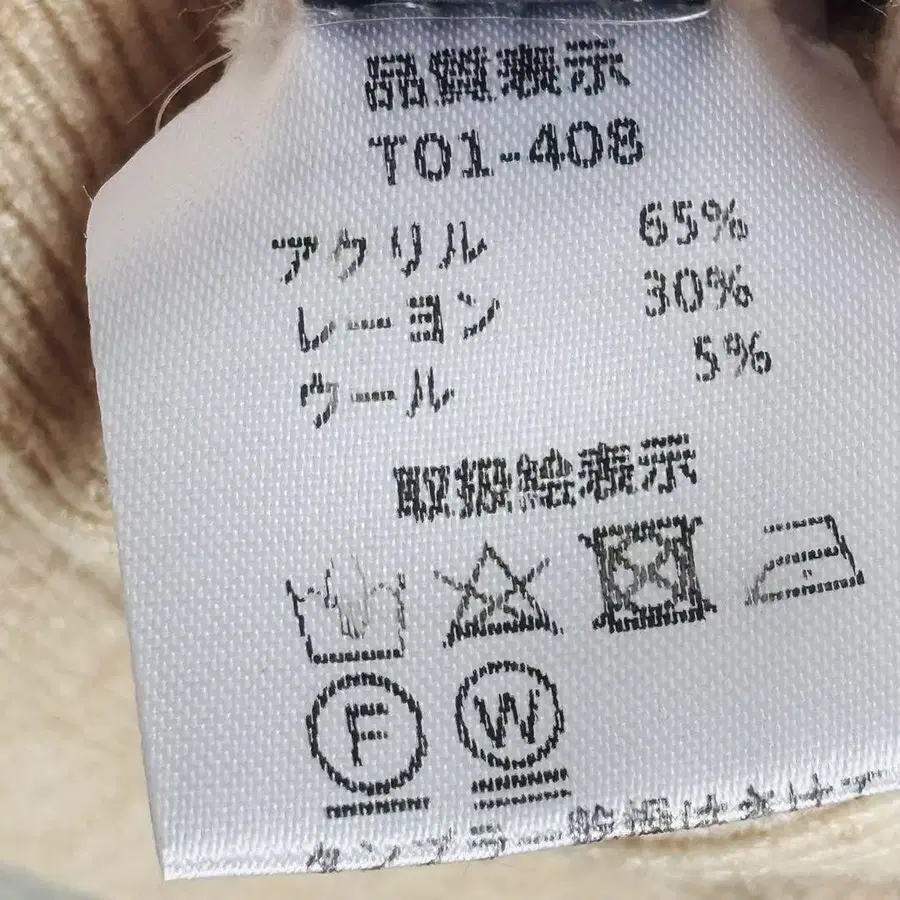 品質表示
T01-408
アクリル 65%
レーヨン 30%
ウール 5%
取扱絵表示
F W